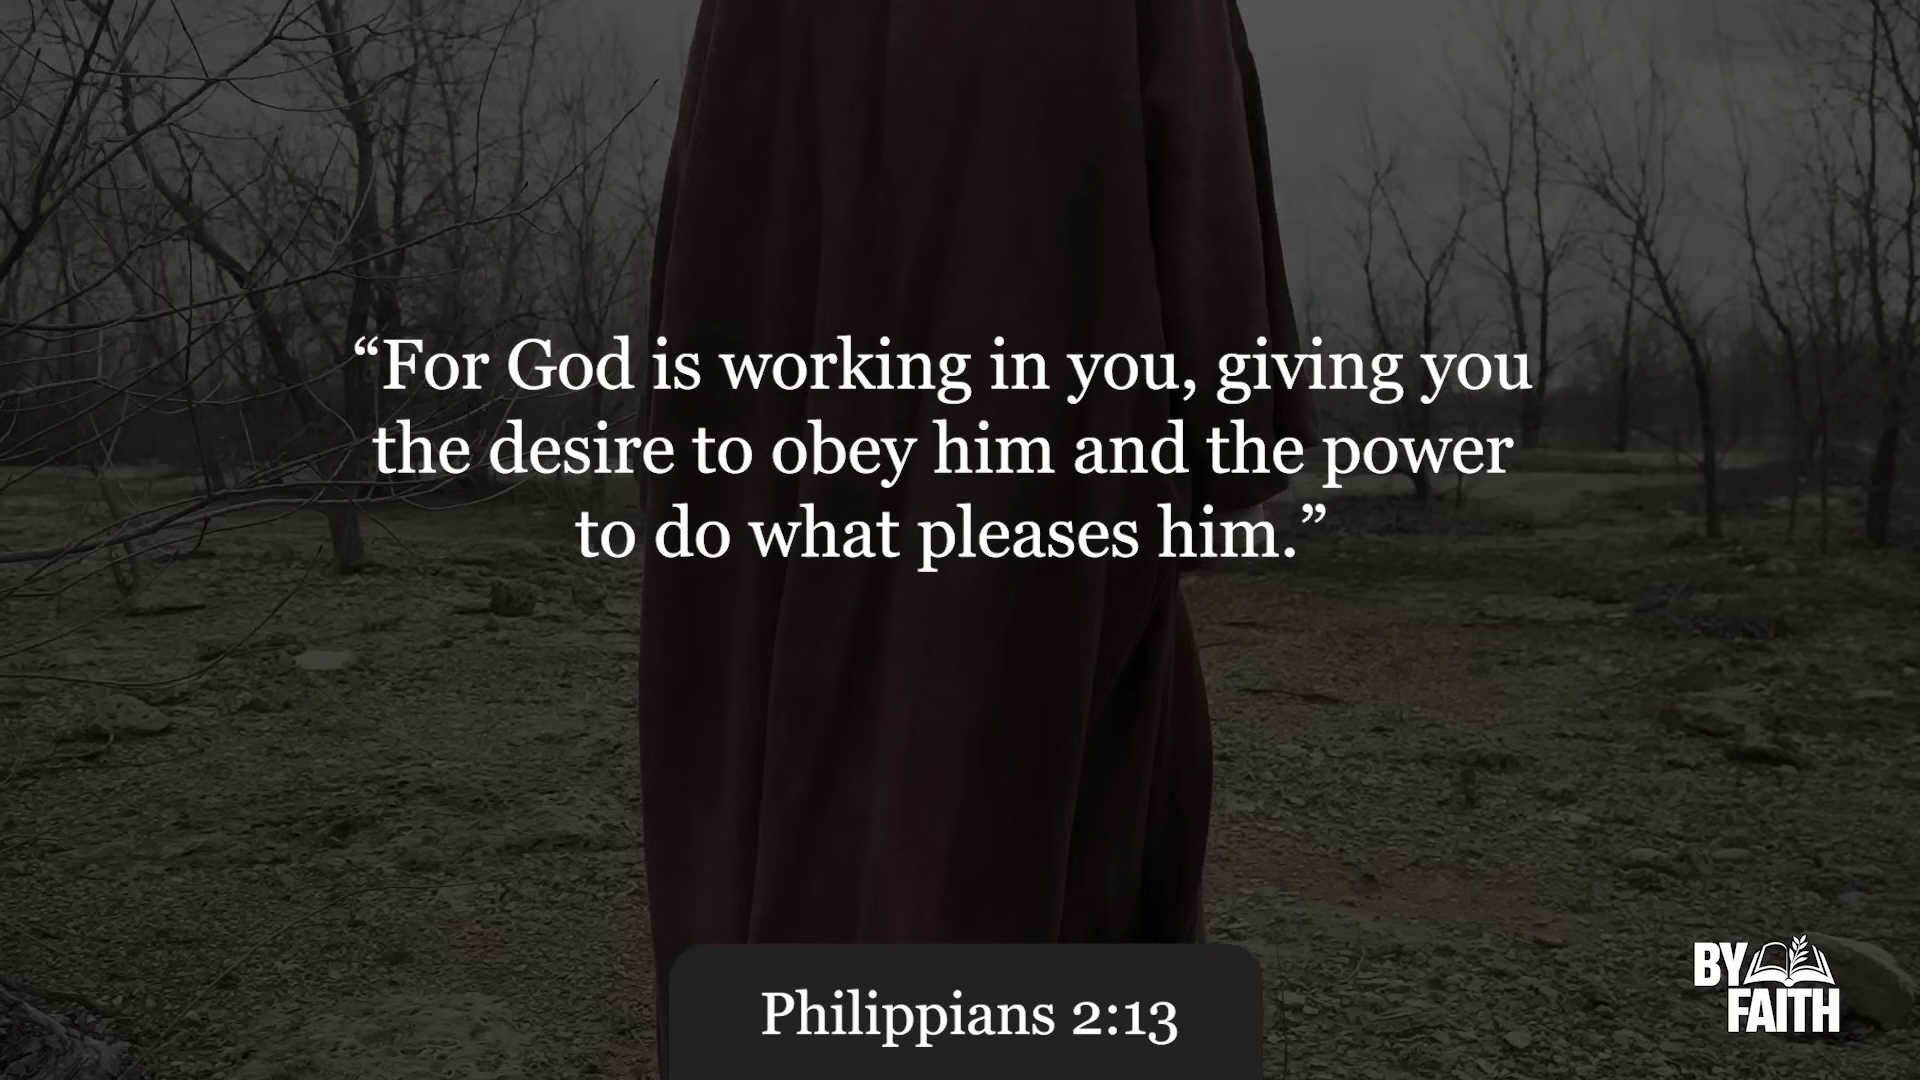 “For God is working in you, giving you
the desire to obey him and the power
to do what pleases him.”
Philippians 2:13
BY
FAITH